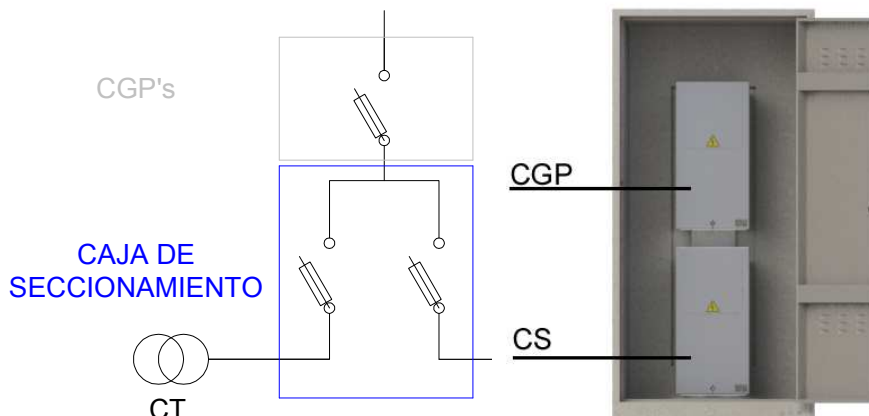 CGP's
CGP
CAJA DE
SECCIONAMIENTO
CS
CT